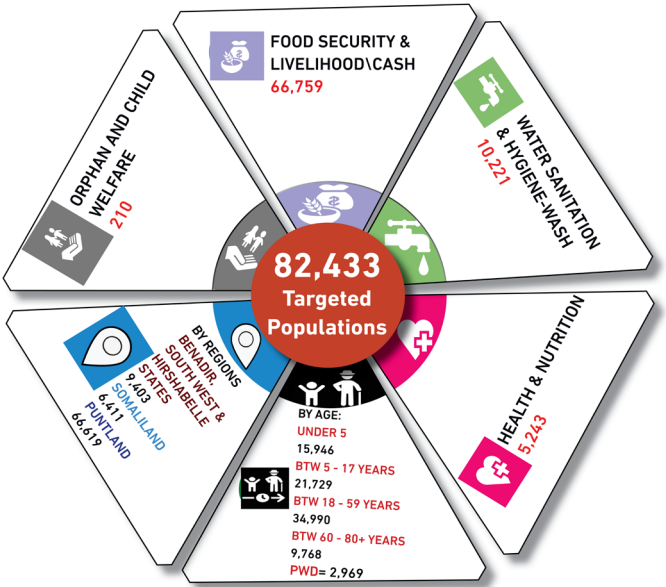 FOOD SECURITY &
LIVELIHOOD\CASH
66,759
ORPHAN AND CHILD
WELFARE
210
WATER SANITATION
& HYGIENE-WASH
10,221
82,433
Targeted
Populations
BY REGIONS
BENADIR,
SOUTH WEST &
HIRSHABELLE
STATES
9,403
SOMALILAND
6,411
PUNTLAND
66,619
BY AGE:
UNDER 5
15,946
BTW 5 - 17 YEARS
21,729
BTW 18 - 59 YEARS
34,990
BTW 60 - 80+ YEARS
9,768
PWD= 2,969
HEALTH & NUTRITION
5,243